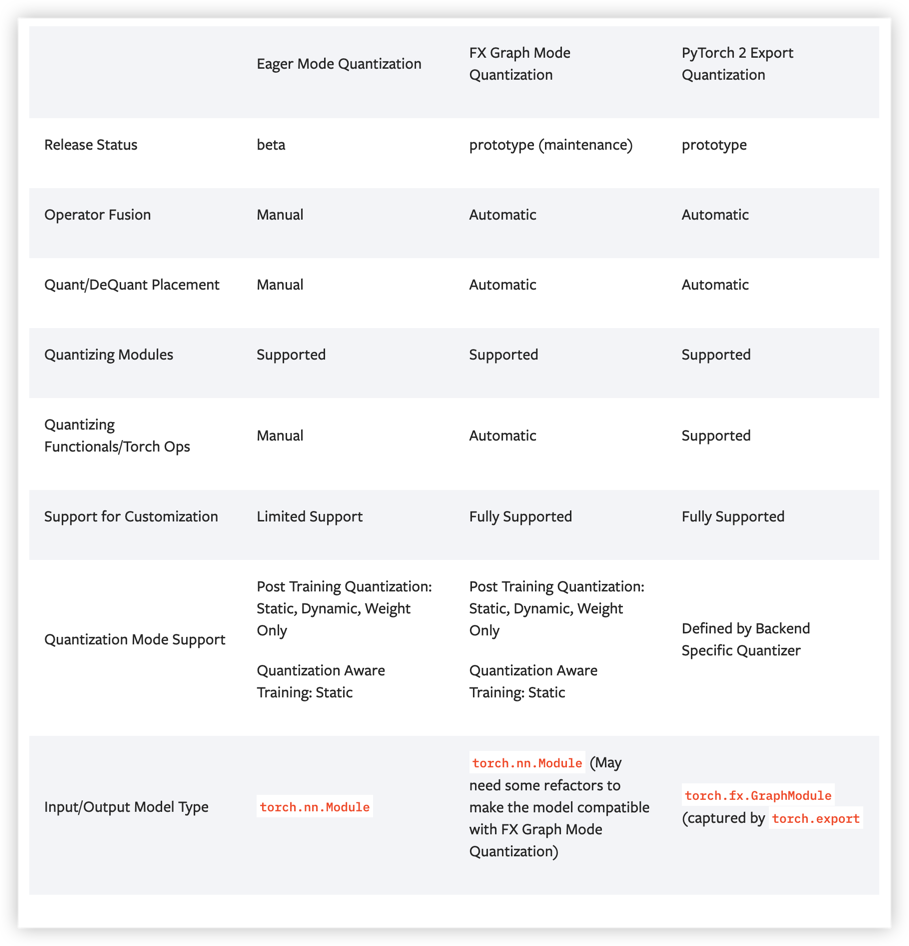 Eager Mode Quantization
FX Graph Mode
Quantization
PyTorch 2 Export
Quantization
Release Status
beta
prototype (maintenance)
prototype
Operator Fusion
Manual
Automatic
Automatic
Quant/DeQuant Placement
Manual
Automatic
Automatic
Quantizing Modules
Supported
Supported
Supported
Quantizing
Functionals/Torch Ops
Manual
Automatic
Supported
Support for Customization
Limited Support
Fully Supported
Fully Supported
Quantization Mode Support
Post Training Quantization:
Static, Dynamic, Weight
Only
Quantization Aware
Training: Static
Post Training Quantization:
Static, Dynamic, Weight
Only
Quantization Aware
Training: Static
Defined by Backend
Specific Quantizer
Input/Output Model Type
torch.nn.Module
torch.nn.Module (May
need some refactors to
make the model compatible
with FX Graph Mode
Quantization)
torch.fx.GraphModule
(captured by torch.export